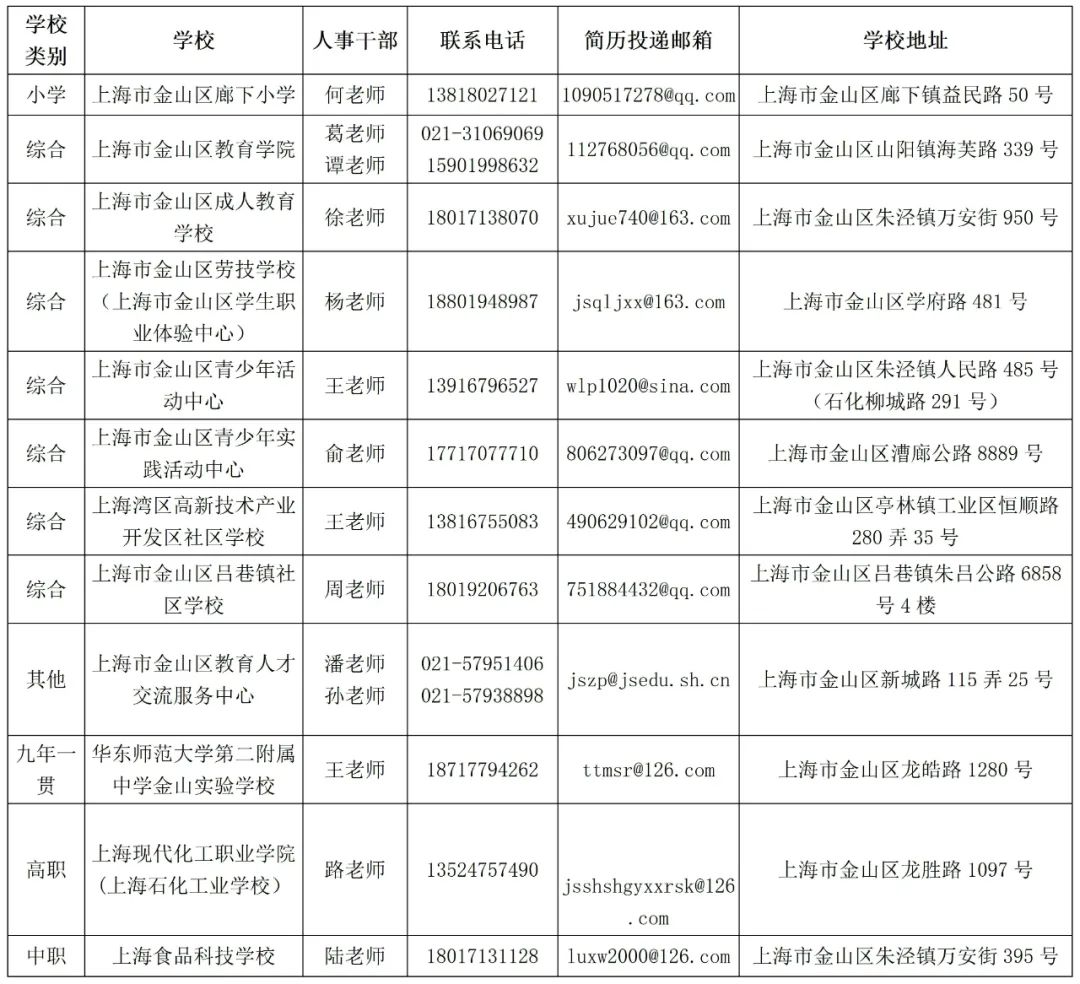 学校
类别
学校
人事干部
联系电话
简历投递邮箱
学校地址
小学
上海市金山区廊下小学
何老师
13818027121
1090517278@qq.com
上海市金山区廊下镇益民路 50 号
综合
上海市金山区教育学院
葛老师
谭老师
021-31069069
15901998632
112768056@qq.com
上海市金山区山阳镇海芙路 339 号
综合
上海市金山区成人教育
学校
徐老师
18017138070
xujue740@163.com
上海市金山区朱泾镇万安街 950 号
综合
上海市金山区劳技学校
（上海市金山区学生职
业体验中心）
杨老师
18801948987
jsqljxx@163.com
上海市金山区学府路 481 号
综合
上海市金山区青少年活
动中心
王老师
13916796527
wlp1020@sina.com
上海市金山区朱泾镇人民路 485 号
（石化柳城路 291 号）
综合
上海市金山区青少年实
践活动中心
俞老师
17717077710
806273097@qq.com
上海市金山区漕廊公路 8889 号
综合
上海湾区高新技术产业
开发区社区学校
王老师
13816755083
490629102@qq.com
上海市金山区亭林镇工业区恒顺路
280 弄 35 号
综合
上海市金山区吕巷镇社
区学校
周老师
18019206763
751884432@qq.com
上海市金山区吕巷镇朱吕公路 6858
号 4 楼
其他
上海市金山区教育人才
交流服务中心
潘老师
孙老师
021-57951406
021-57938898
jszp@jsedu.sh.cn
上海市金山区新城路 115 弄 25 号
九年一
贯
华东师范大学第二附属
中学金山实验学校
王老师
18717794262
ttmsr@126.com
上海市金山区龙皓路 1280 号
高职
上海现代化工职业学院
(上海石化工业学校）
路老师
13524757490
jsshshgyxxrsk@126
.com
上海市金山区龙胜路 1097 号
中职
上海食品科技学校
陆老师
18017131128
luxw2000@126.com
上海市金山区朱泾镇万安街 395 号